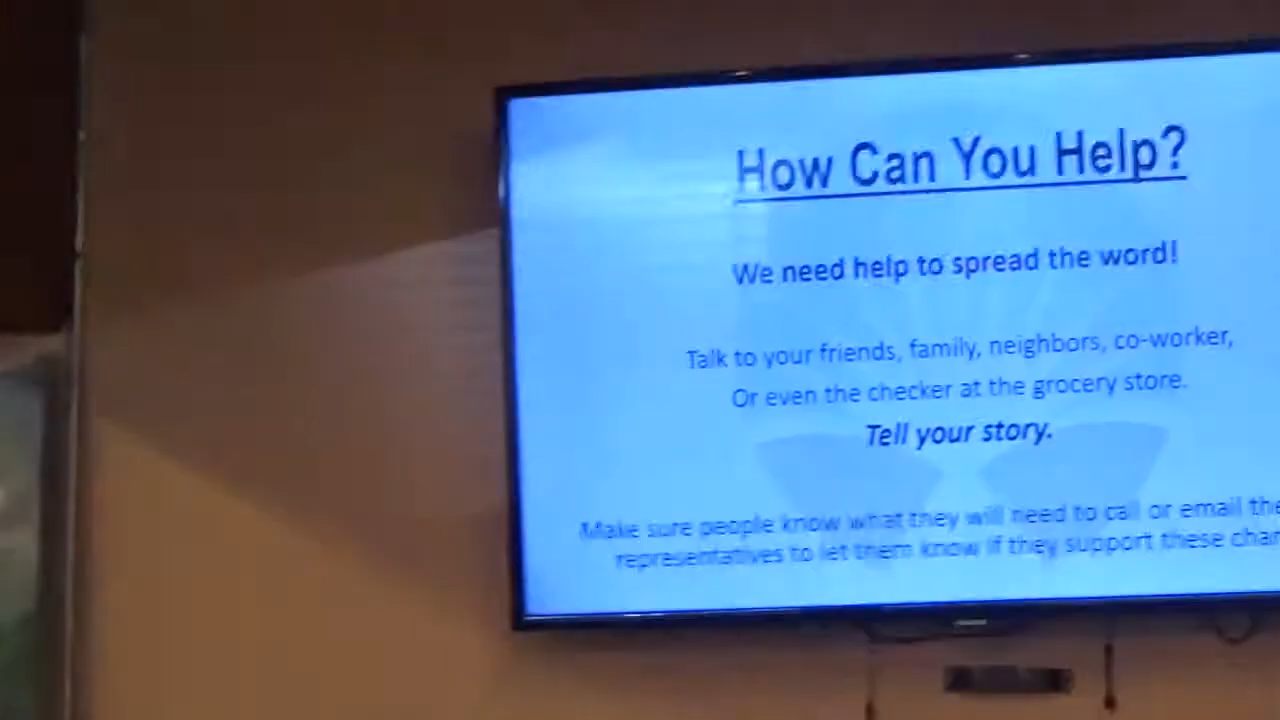 How Can You Help?
We need help to spread the word!
Talk to your friends, family, neighbors, co-worker,
Or even the checker at the grocery store.
Tell your story.
Make sure people know what they will need to call or email the
representatives to let them know if they support these chan